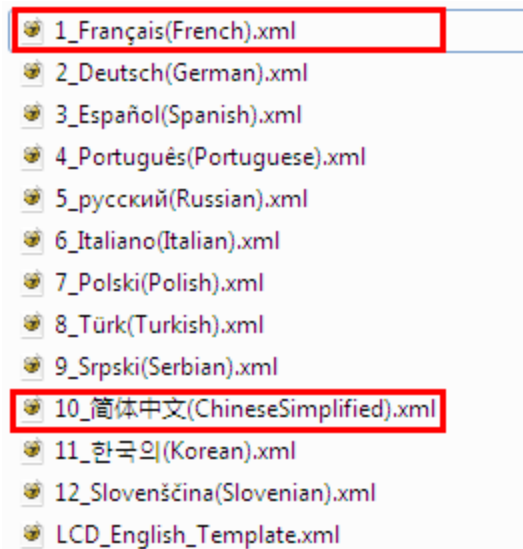 1_Français(French).xml
2_Deutsch(German).xml
3_Español(Spanish).xml
4_Português(Portuguese).xml
5_русский(Russian).xml
6_Italiano(Italian).xml
7_Polski(Polish).xml
8_Türk(Turkish).xml
9_Srpski(Serbian).xml
10_简体中文(ChineseSimplified).xml
11_한국의(Korean).xml
12_Slovenščina(Slovenian).xml
LCD_English_Template.xml